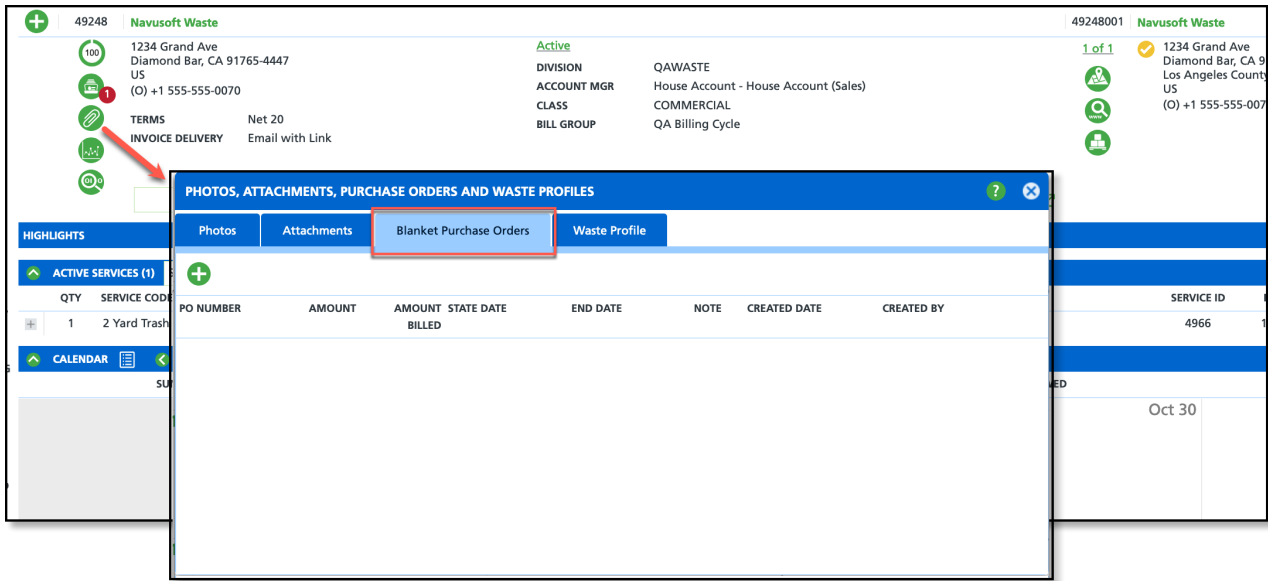 49248 Navusoft Waste 49248001 Navusoft Waste
100
1234 Grand Ave
Diamond Bar, CA 91765-4447
US
(O) +1 555-555-0070
1
TERMS Net 20
INVOICE DELIVERY Email with Link
Active
DIVISION QAWASTE
ACCOUNT MGR House Account - House Account (Sales)
CLASS COMMERCIAL
BILL GROUP QA Billing Cycle
1 of 1
www
1234 Grand Ave
Diamond Bar, CA 9
Los Angeles County
US
(O) +1 555-555-007
PHOTOS, ATTACHMENTS, PURCHASE ORDERS AND WASTE PROFILES ?
Photos Attachments Blanket Purchase Orders Waste Profile
PO NUMBER AMOUNT AMOUNT BILLED STATE DATE END DATE NOTE CREATED DATE CREATED BY
HIGHLIGHTS
ACTIVE SERVICES (1)
QTY SERVICE CODE SERVICE ID
1 2 Yard Trash 4966 1
CALENDAR
SU
ED
Oct 30